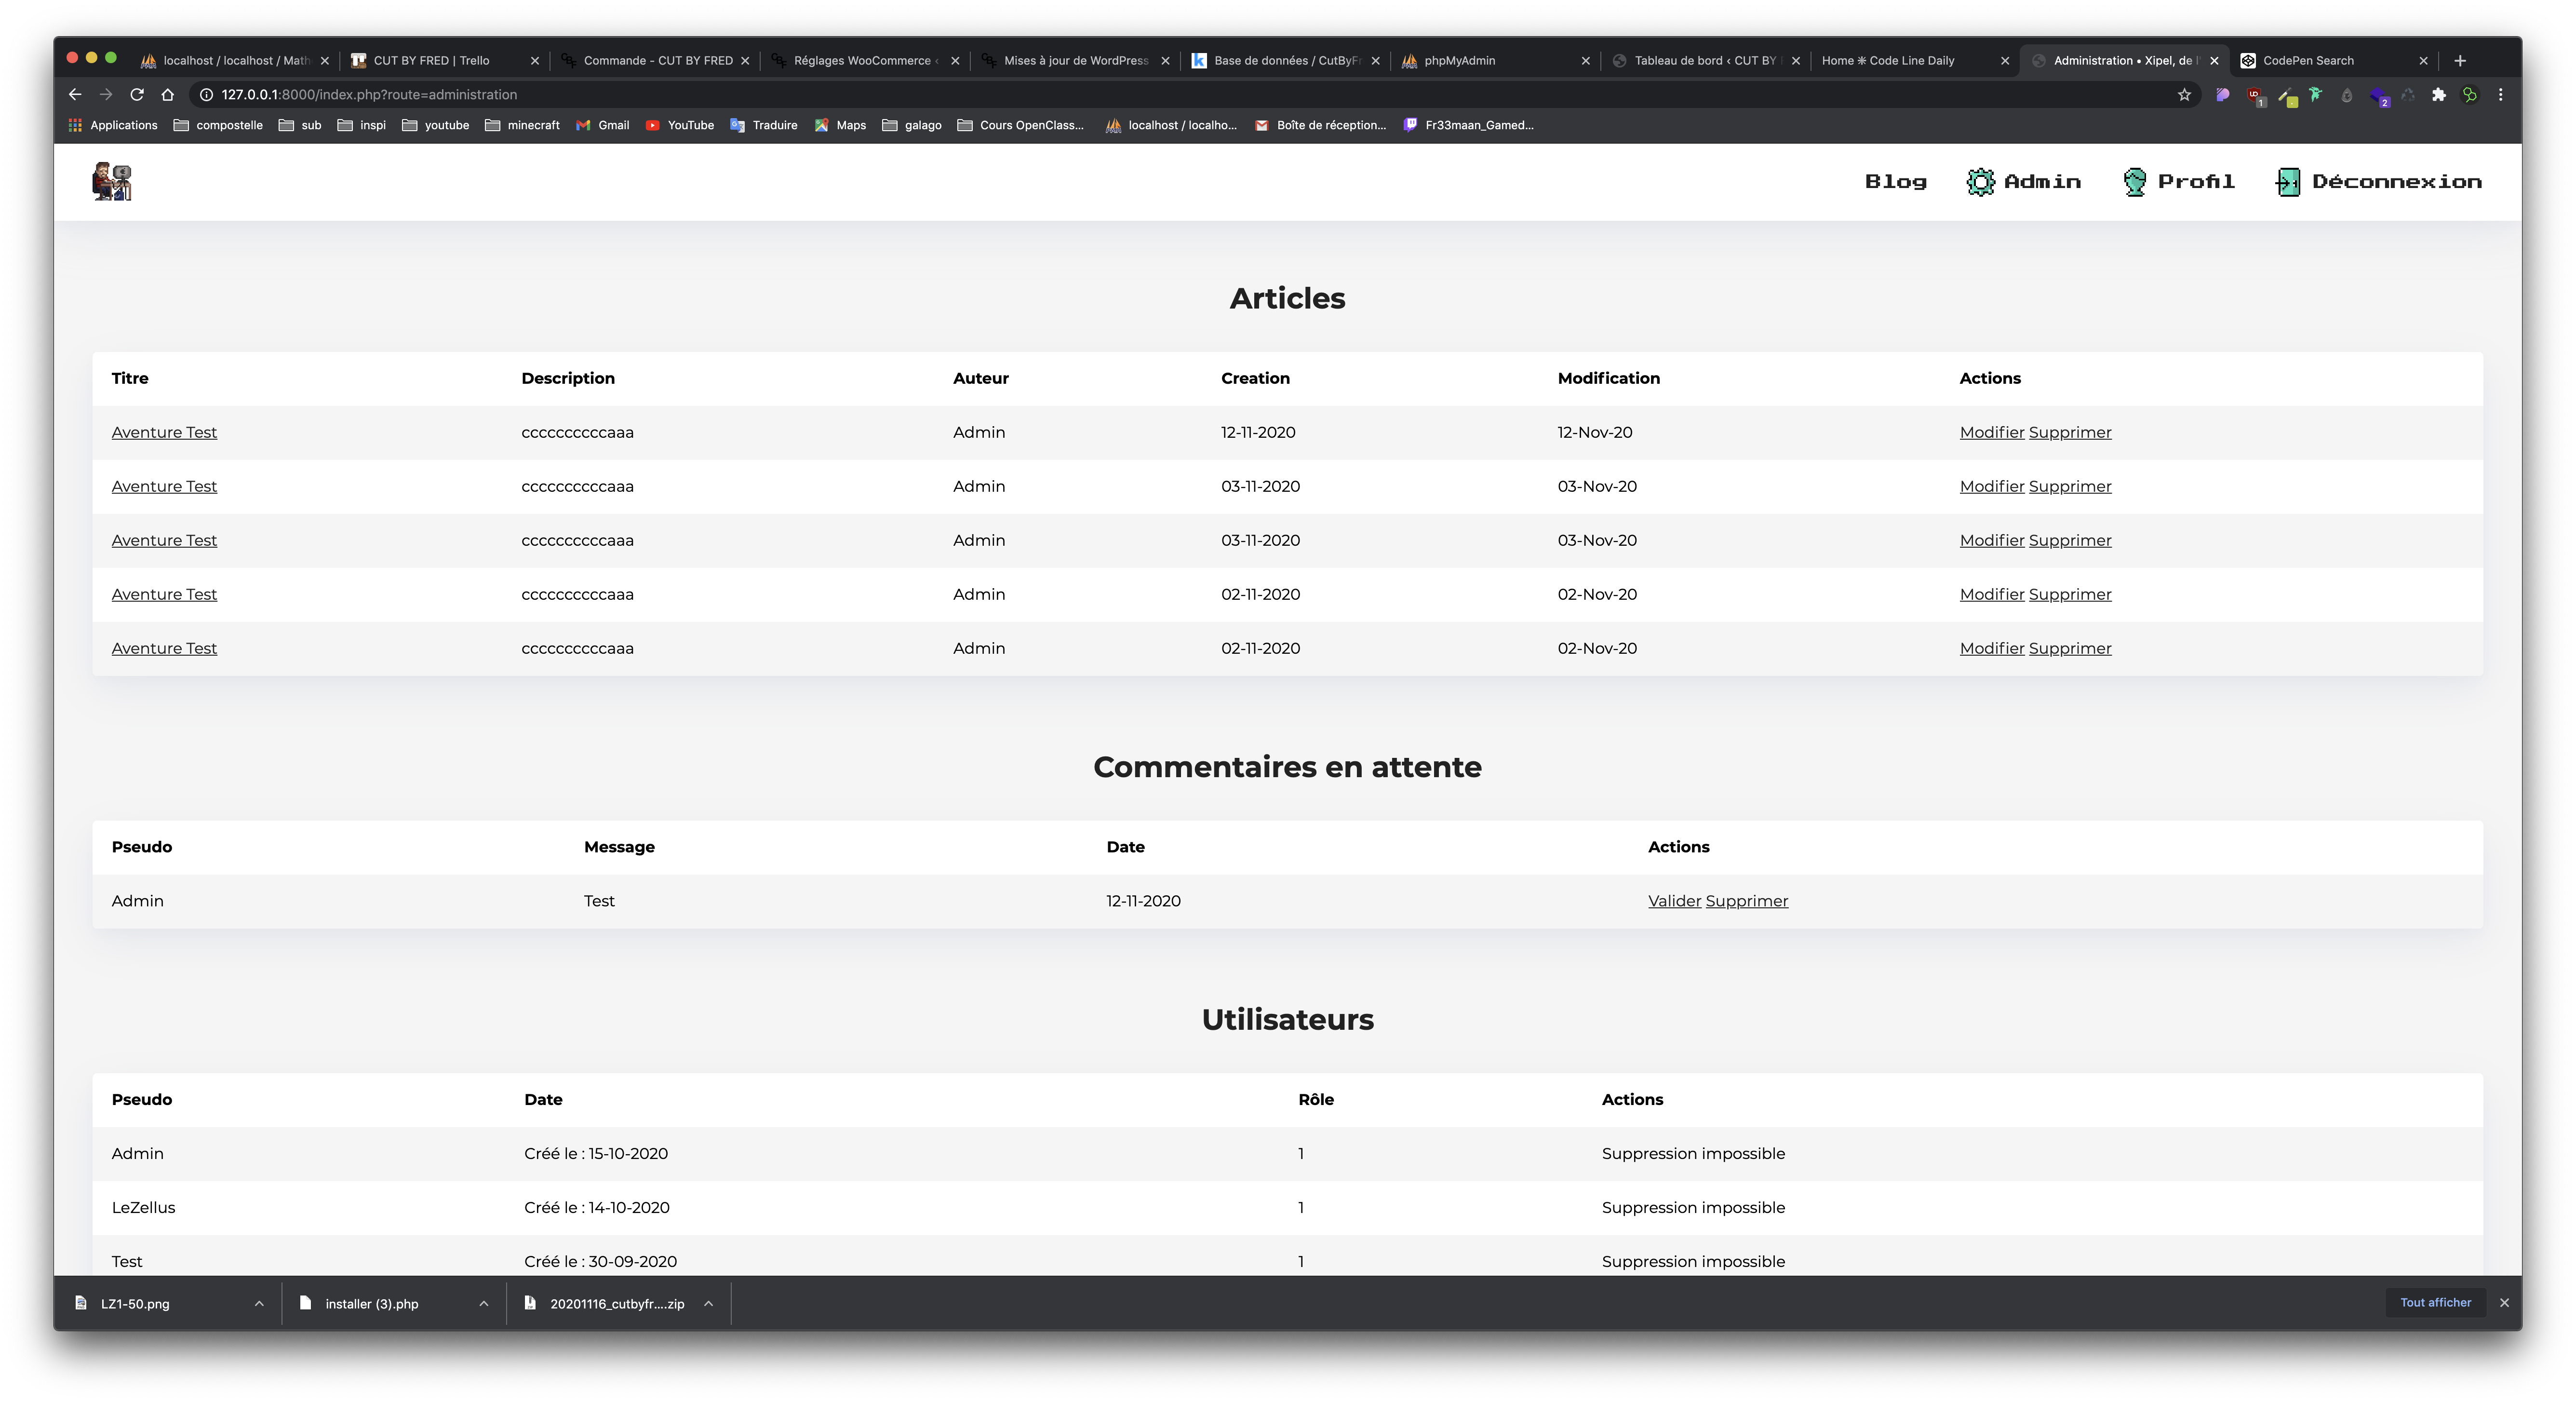 localhost / localhost / Math
CUT BY FRED | Trello
Commande - CUT BY FRED
Réglages WooCommerce ‹
Mises à jour de WordPress
Base de données / CutByFr
phpMyAdmin
Tableau de bord ‹ CUT BY
Home ⁕ Code Line Daily
Administration • Xipel, de l'
CodePen Search
127.0.0.1:8000/index.php?route=administration
Applications compostelle sub inspi youtube minecraft Gmail YouTube Traduire Maps galago Cours OpenClass... localhost / localho... Boîte de réception... Fr33maan_Gamed...
Blog Admin Profil Déconnexion
Articles
Titre Description Auteur Creation Modification Actions
Aventure Test ccccccccccaaa Admin 12-11-2020 12-Nov-20 Modifier Supprimer
Aventure Test ccccccccccaaa Admin 03-11-2020 03-Nov-20 Modifier Supprimer
Aventure Test ccccccccccaaa Admin 03-11-2020 03-Nov-20 Modifier Supprimer
Aventure Test ccccccccccaaa Admin 02-11-2020 02-Nov-20 Modifier Supprimer
Aventure Test ccccccccccaaa Admin 02-11-2020 02-Nov-20 Modifier Supprimer
Commentaires en attente
Pseudo Message Date Actions
Admin Test 12-11-2020 Valider Supprimer
Utilisateurs
Pseudo Date Rôle Actions
Admin Créé le : 15-10-2020 1 Suppression impossible
LeZellus Créé le : 14-10-2020 1 Suppression impossible
Test Créé le : 30-09-2020 1 Suppression impossible
LZ1-50.png installer (3).php 20201116_cutbyfr....zip Tout afficher